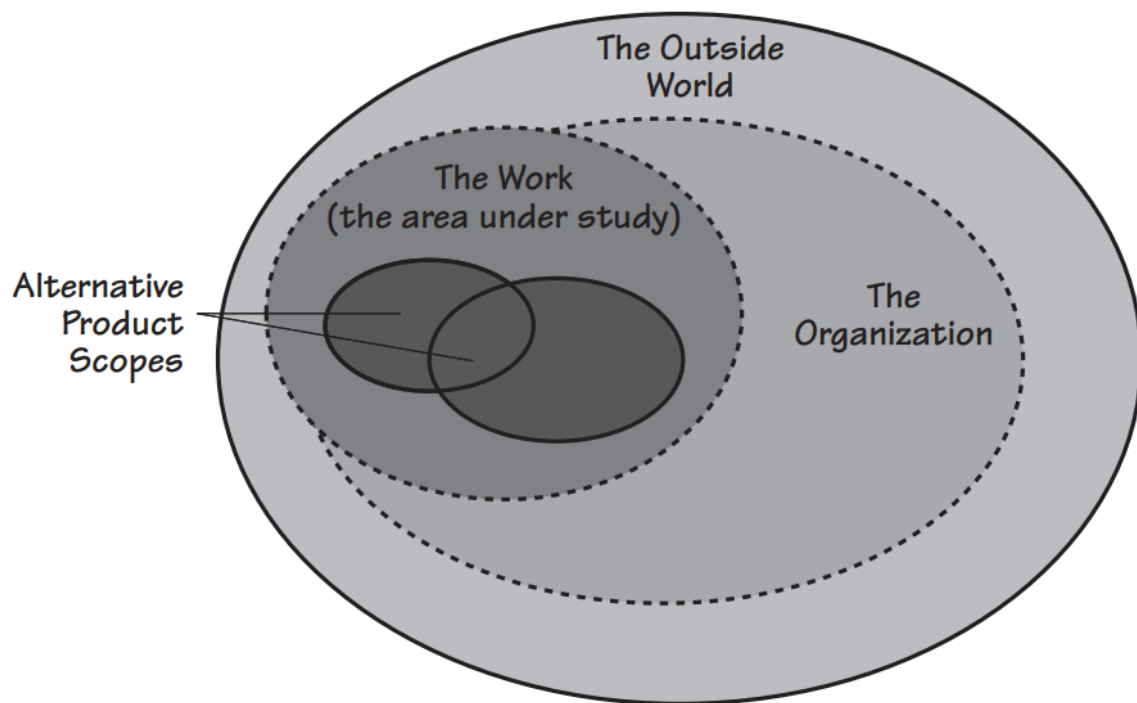 The Outside
World
The Work
(the area under study)
Alternative
Product
Scopes
The
Organization